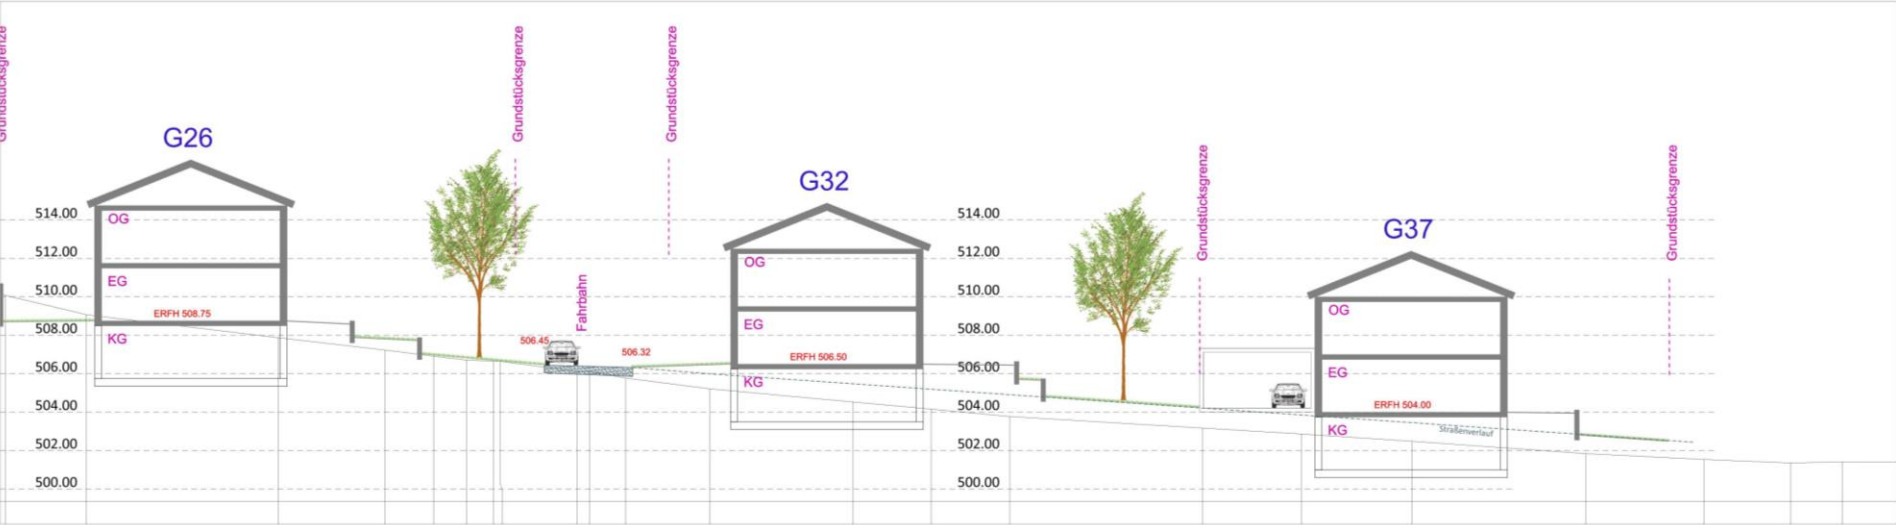 Grundstücksgrenze
Grundstücksgrenze
Grundstücksgrenze
Grundstücksgrenze
Grundstücksgrenze
G26
G32
G37
514.00
512.00
510.00
508.00
506.00
504.00
502.00
500.00
OG
EG
ERFH 508.75
KG
506.45
Fahrbahn
506.32
OG
EG
ERFH 506.50
KG
514.00
512.00
510.00
508.00
506.00
504.00
502.00
500.00
OG
EG
ERFH 504.00
KG
Straßenverlauf